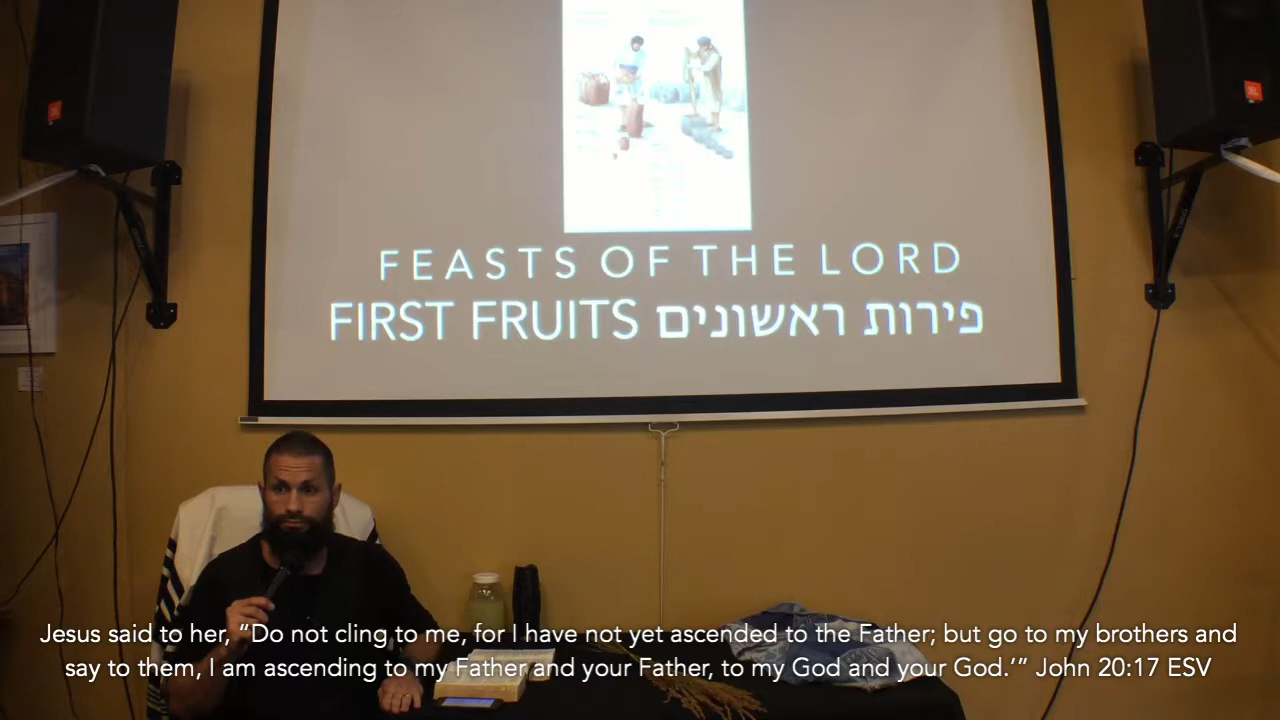 FEASTS OF THE LORD
FIRST FRUITS פירות ראשונים
Jesus said to her, “Do not cling to me, for I have not yet ascended to the Father; but go to my brothers and
say to them, I am ascending to my Father and your Father, to my God and your God.’” John 20:17 ESV